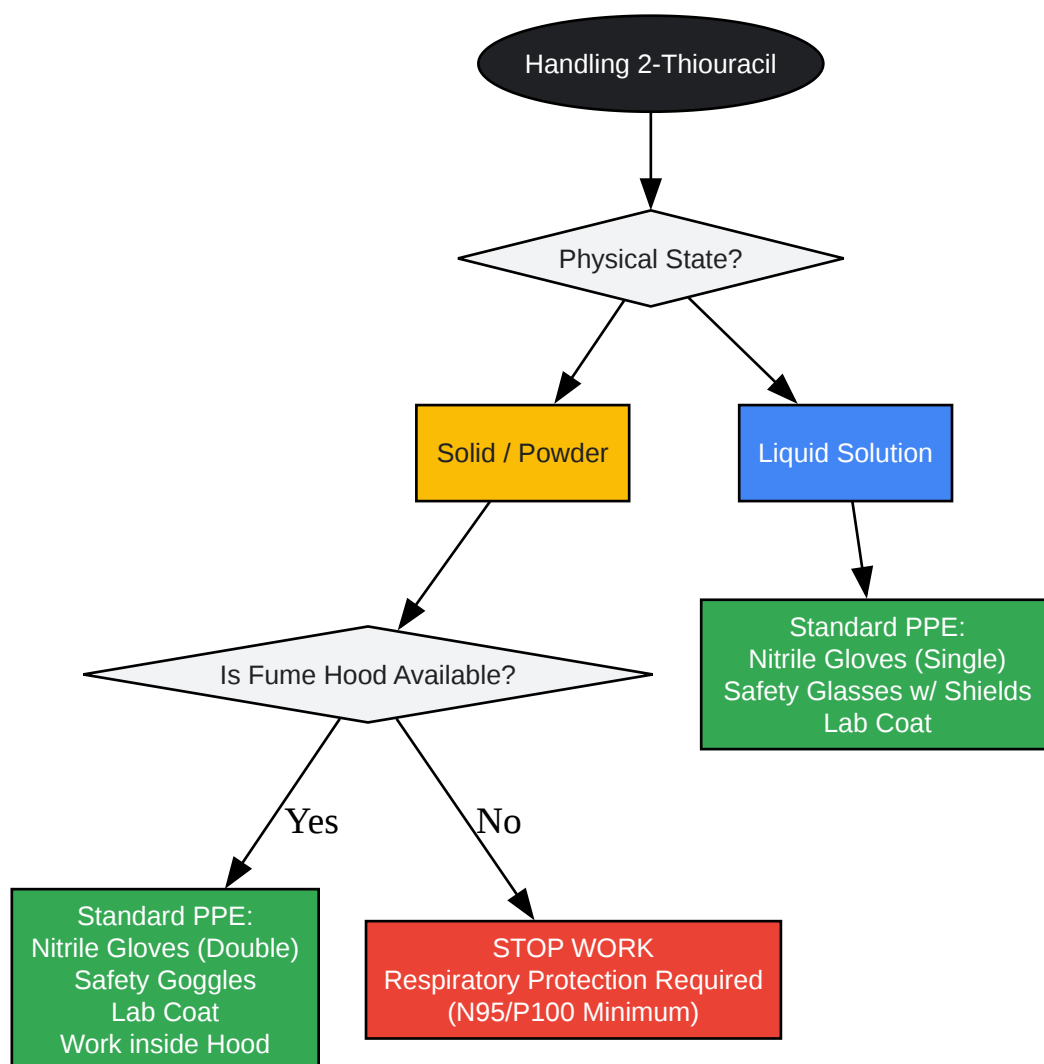 Handling 2-Thiouracil
Physical State?
Solid / Powder
Liquid Solution
Standard PPE:
Nitrile Gloves (Single)
Safety Glasses w/ Shields
Lab Coat
Is Fume Hood Available?
Yes
No
Standard PPE:
Nitrile Gloves (Double)
Safety Goggles
Lab Coat
Work inside Hood
STOP WORK
Respiratory Protection Required
(N95/P100 Minimum)